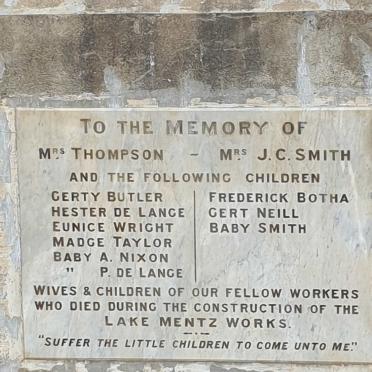 TO THE MEMORY OF
MRS THOMPSON – MRS J.C. SMITH
AND THE FOLLOWING CHILDREN
GERTY BUTLER
HESTER DE LANGE
EUNICE WRIGHT
MADGE TAYLOR
BABY A. NIXON
" P. DE LANGE
FREDERICK BOTHA
GERT NEILL
BABY SMITH
WIVES & CHILDREN OF OUR FELLOW WORKERS
WHO DIED DURING THE CONSTRUCTION OF THE
LAKE MENTZ WORKS.
"SUFFER THE LITTLE CHILDREN TO COME UNTO ME."